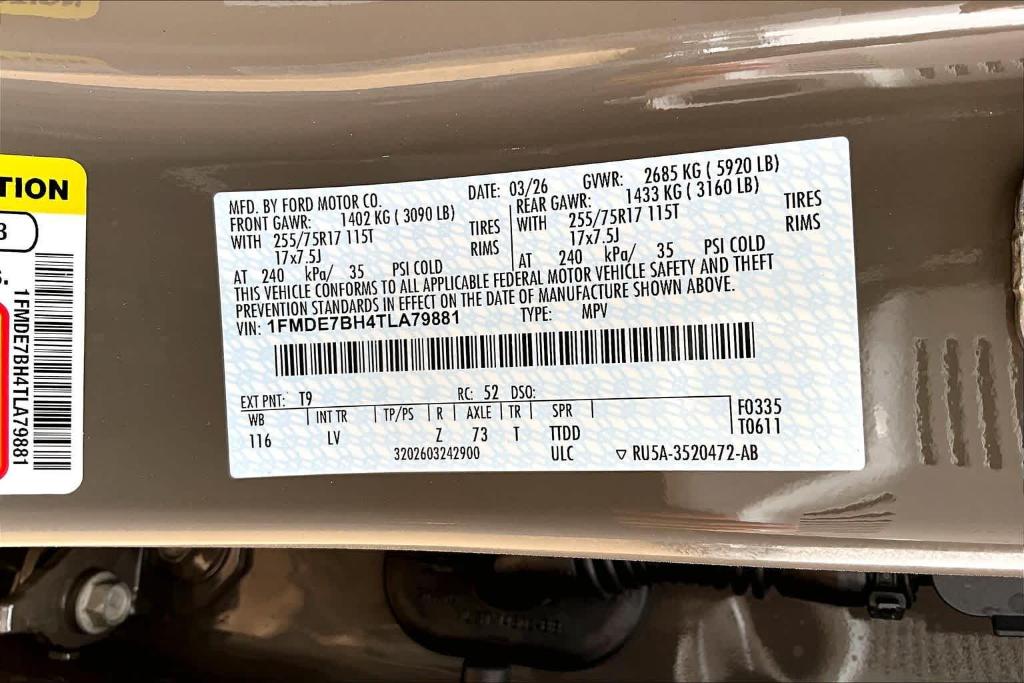 TION
3
S.
1FMDE7BH4TLA79881
MFD. BY FORD MOTOR CO. DATE: 03/26 GVWR: 2685 KG ( 5920 LB)
FRONT GAWR: 1402 KG ( 3090 LB) REAR GAWR: 1433 KG ( 3160 LB)
WITH 255/75R17 115T TIRES WITH 255/75R17 115T TIRES
17x7.5J RIMS 17x7.5J RIMS
AT 240 kPa/ 35 PSI COLD AT 240 kPa/ 35 PSI COLD
THIS VEHICLE CONFORMS TO ALL APPLICABLE FEDERAL MOTOR VEHICLE SAFETY AND THEFT
PREVENTION STANDARDS IN EFFECT ON THE DATE OF MANUFACTURE SHOWN ABOVE.
VIN: 1FMDE7BH4TLA79881 TYPE: MPV
EXT PNT: T9 RC: 52 DSO:
WB INT TR TP/PS R AXLE TR SPR F0335
116 LV Z 73 T TTDD T0611
3202603242900 ULC ▽ RU5A-3520472-AB